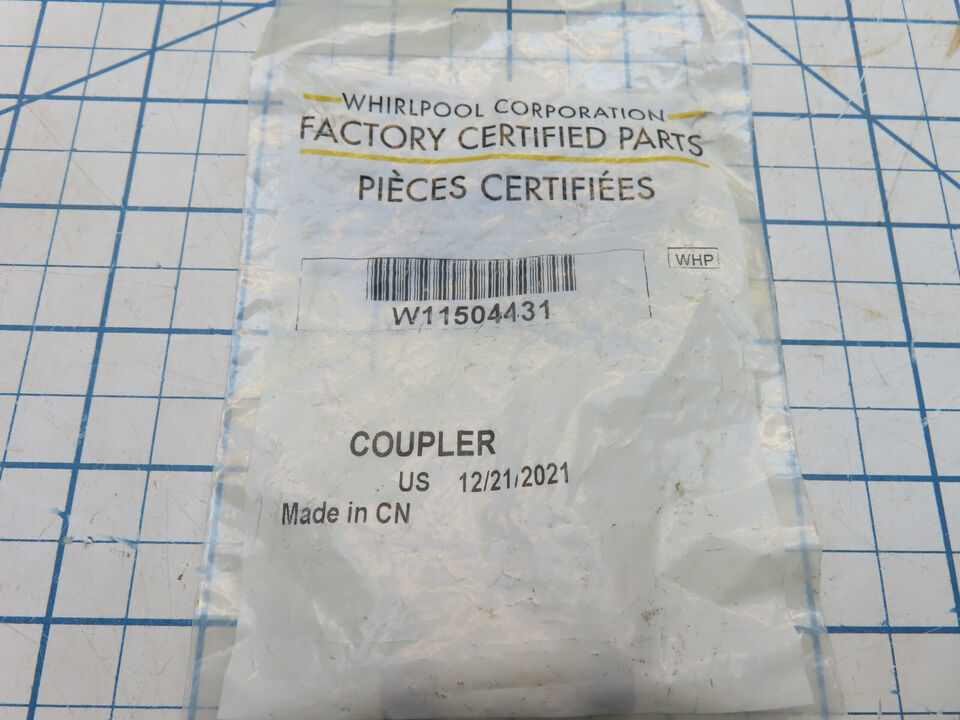 WHIRLPOOL CORPORATION
FACTORY CERTIFIED PARTS
PIÈCES CERTIFIÉES
WHP
W11504431
COUPLER
US 12/21/2021
Made in CN